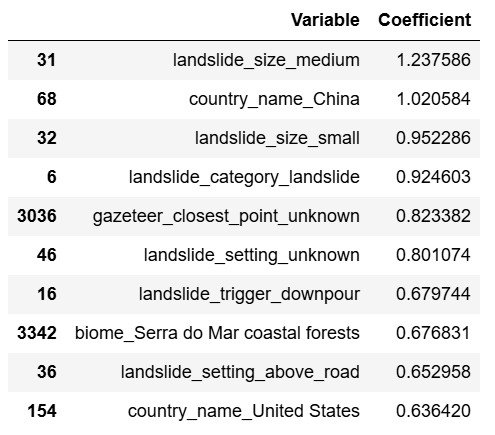 Variable Coefficient
31 landslide_size_medium 1.237586
68 country_name_China 1.020584
32 landslide_size_small 0.952286
6 landslide_category_landslide 0.924603
3036 gazeteer_closest_point_unknown 0.823382
46 landslide_setting_unknown 0.801074
16 landslide_trigger_downpour 0.679744
3342 biome_Serra do Mar coastal forests 0.676831
36 landslide_setting_above_road 0.652958
154 country_name_United States 0.636420